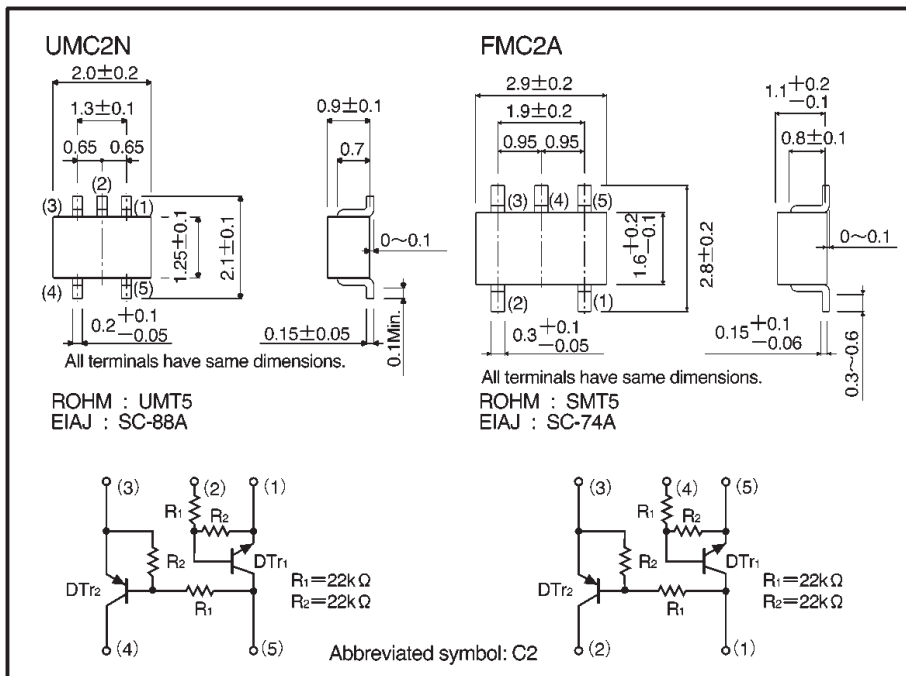 UMC2N
2.0±0.2
1.3±0.1
0.65 0.65
(3) (2) (1)
(4) (5)
1.25±0.1
2.1±0.1
0.2 +0.1 −0.05
All terminals have same dimensions.
0.9±0.1
0.7
0〜0.1
0.15±0.05
0.1Min.
ROHM : UMT5
EIAJ : SC-88A
FMC2A
2.9±0.2
1.9±0.2
0.95 0.95
(3) (4) (5)
(2) (1)
1.6 +0.2 −0.1
2.8±0.2
0.3 +0.1 −0.05
All terminals have same dimensions.
1.1 +0.2 −0.1
0.8±0.1
0〜0.1
0.15 +0.1 −0.06
0.3〜0.6
ROHM : SMT5
EIAJ : SC-74A
(3) (2) (1)
R1 R2
R2 DTr1
DTr2 R1
R1=22kΩ
R2=22kΩ
(4) (5)
(3) (4) (5)
R1 R2
R2 DTr1
DTr2 R1
R1=22kΩ
R2=22kΩ
(2) (1)
Abbreviated symbol: C2